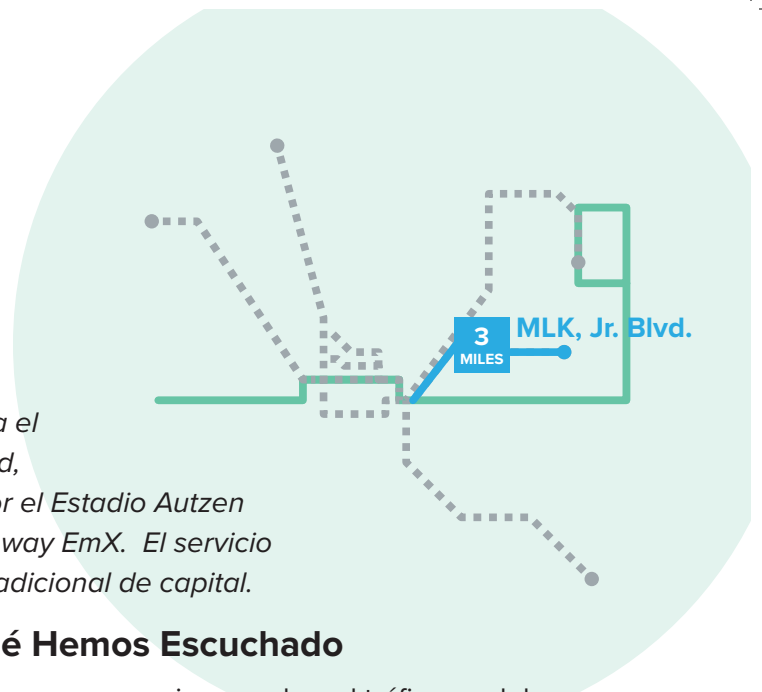 3
MILES
MLK, Jr. Blvd.
el
or el Estadio Autzen
way EmX. El servicio
adicional de capital.
é Hemos Escuchado